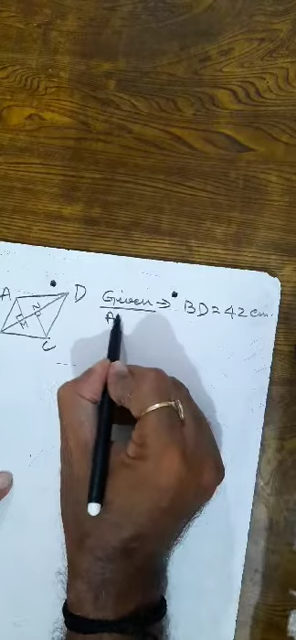 A
D Given → BD = 42 cm.
A
C